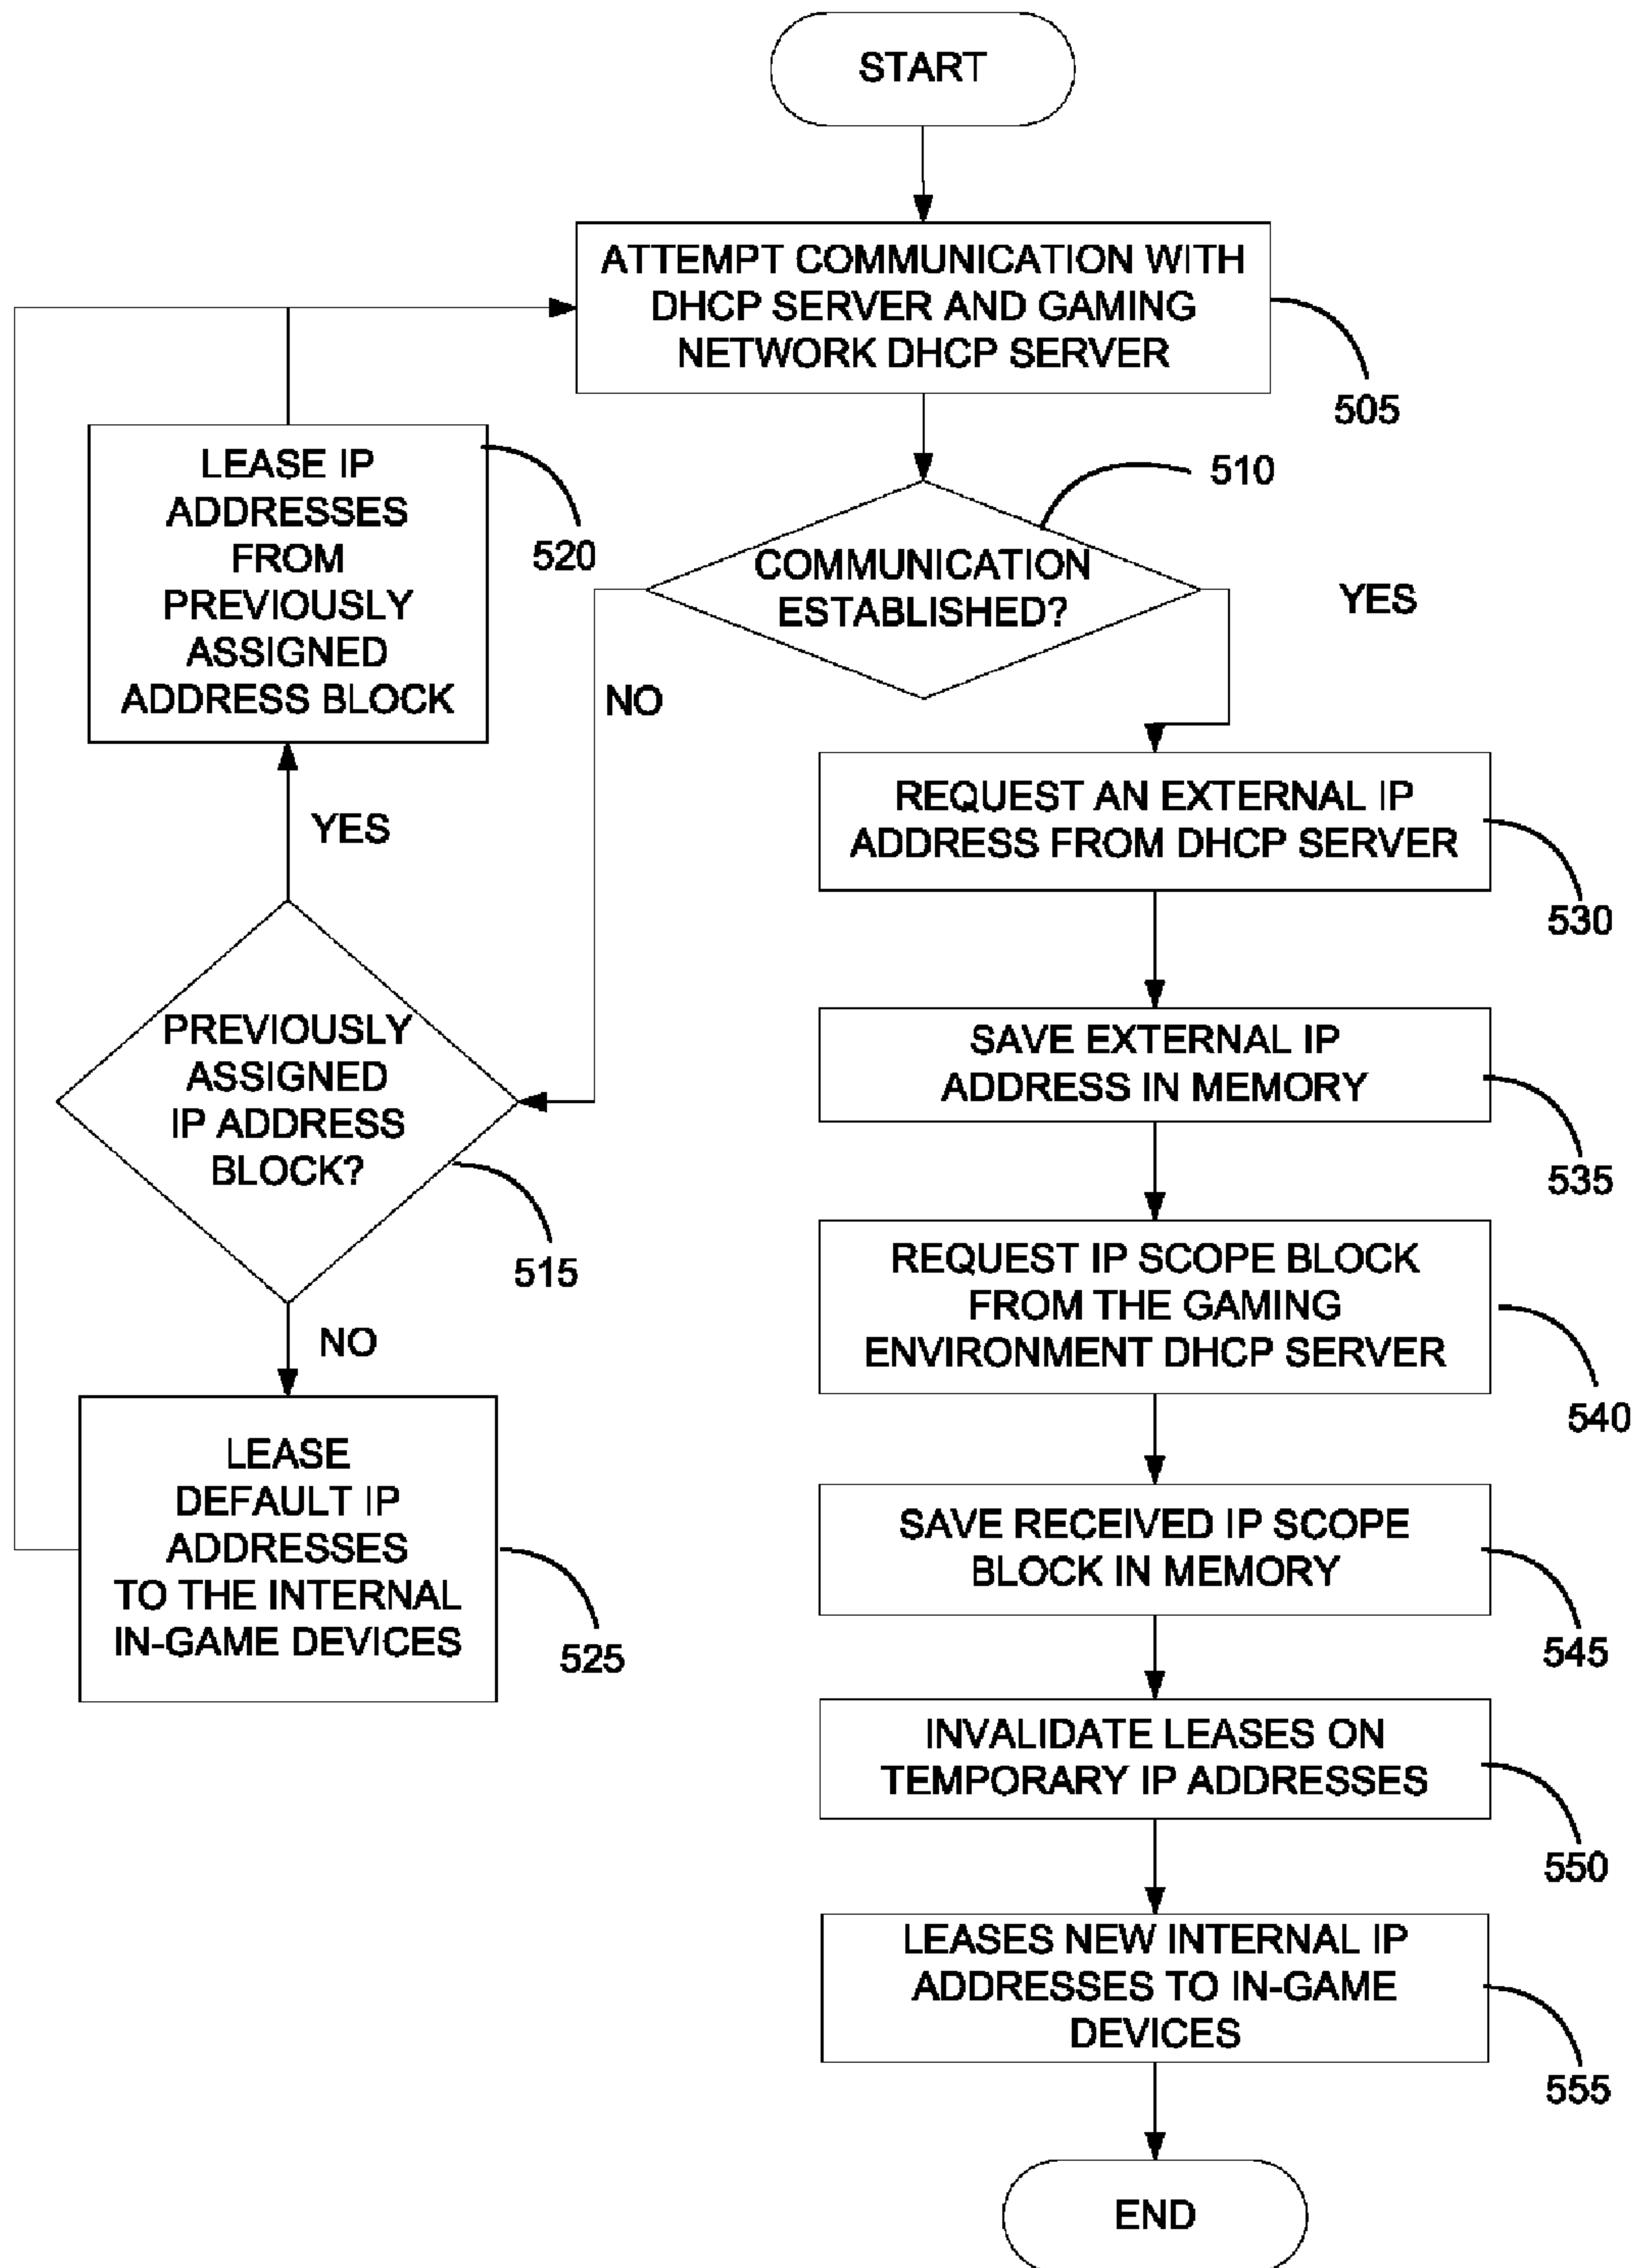 START
ATTEMPT COMMUNICATION WITH
DHCP SERVER AND GAMING
NETWORK DHCP SERVER
505
COMMUNICATION
ESTABLISHED?
510
YES
NO
LEASE IP
ADDRESSES
FROM
PREVIOUSLY
ASSIGNED
ADDRESS BLOCK
520
YES
PREVIOUSLY
ASSIGNED
IP ADDRESS
BLOCK?
515
NO
LEASE
DEFAULT IP
ADDRESSES
TO THE INTERNAL
IN-GAME DEVICES
525
REQUEST AN EXTERNAL IP
ADDRESS FROM DHCP SERVER
530
SAVE EXTERNAL IP
ADDRESS IN MEMORY
535
REQUEST IP SCOPE BLOCK
FROM THE GAMING
ENVIRONMENT DHCP SERVER
540
SAVE RECEIVED IP SCOPE
BLOCK IN MEMORY
545
INVALIDATE LEASES ON
TEMPORARY IP ADDRESSES
550
LEASES NEW INTERNAL IP
ADDRESSES TO IN-GAME
DEVICES
555
END